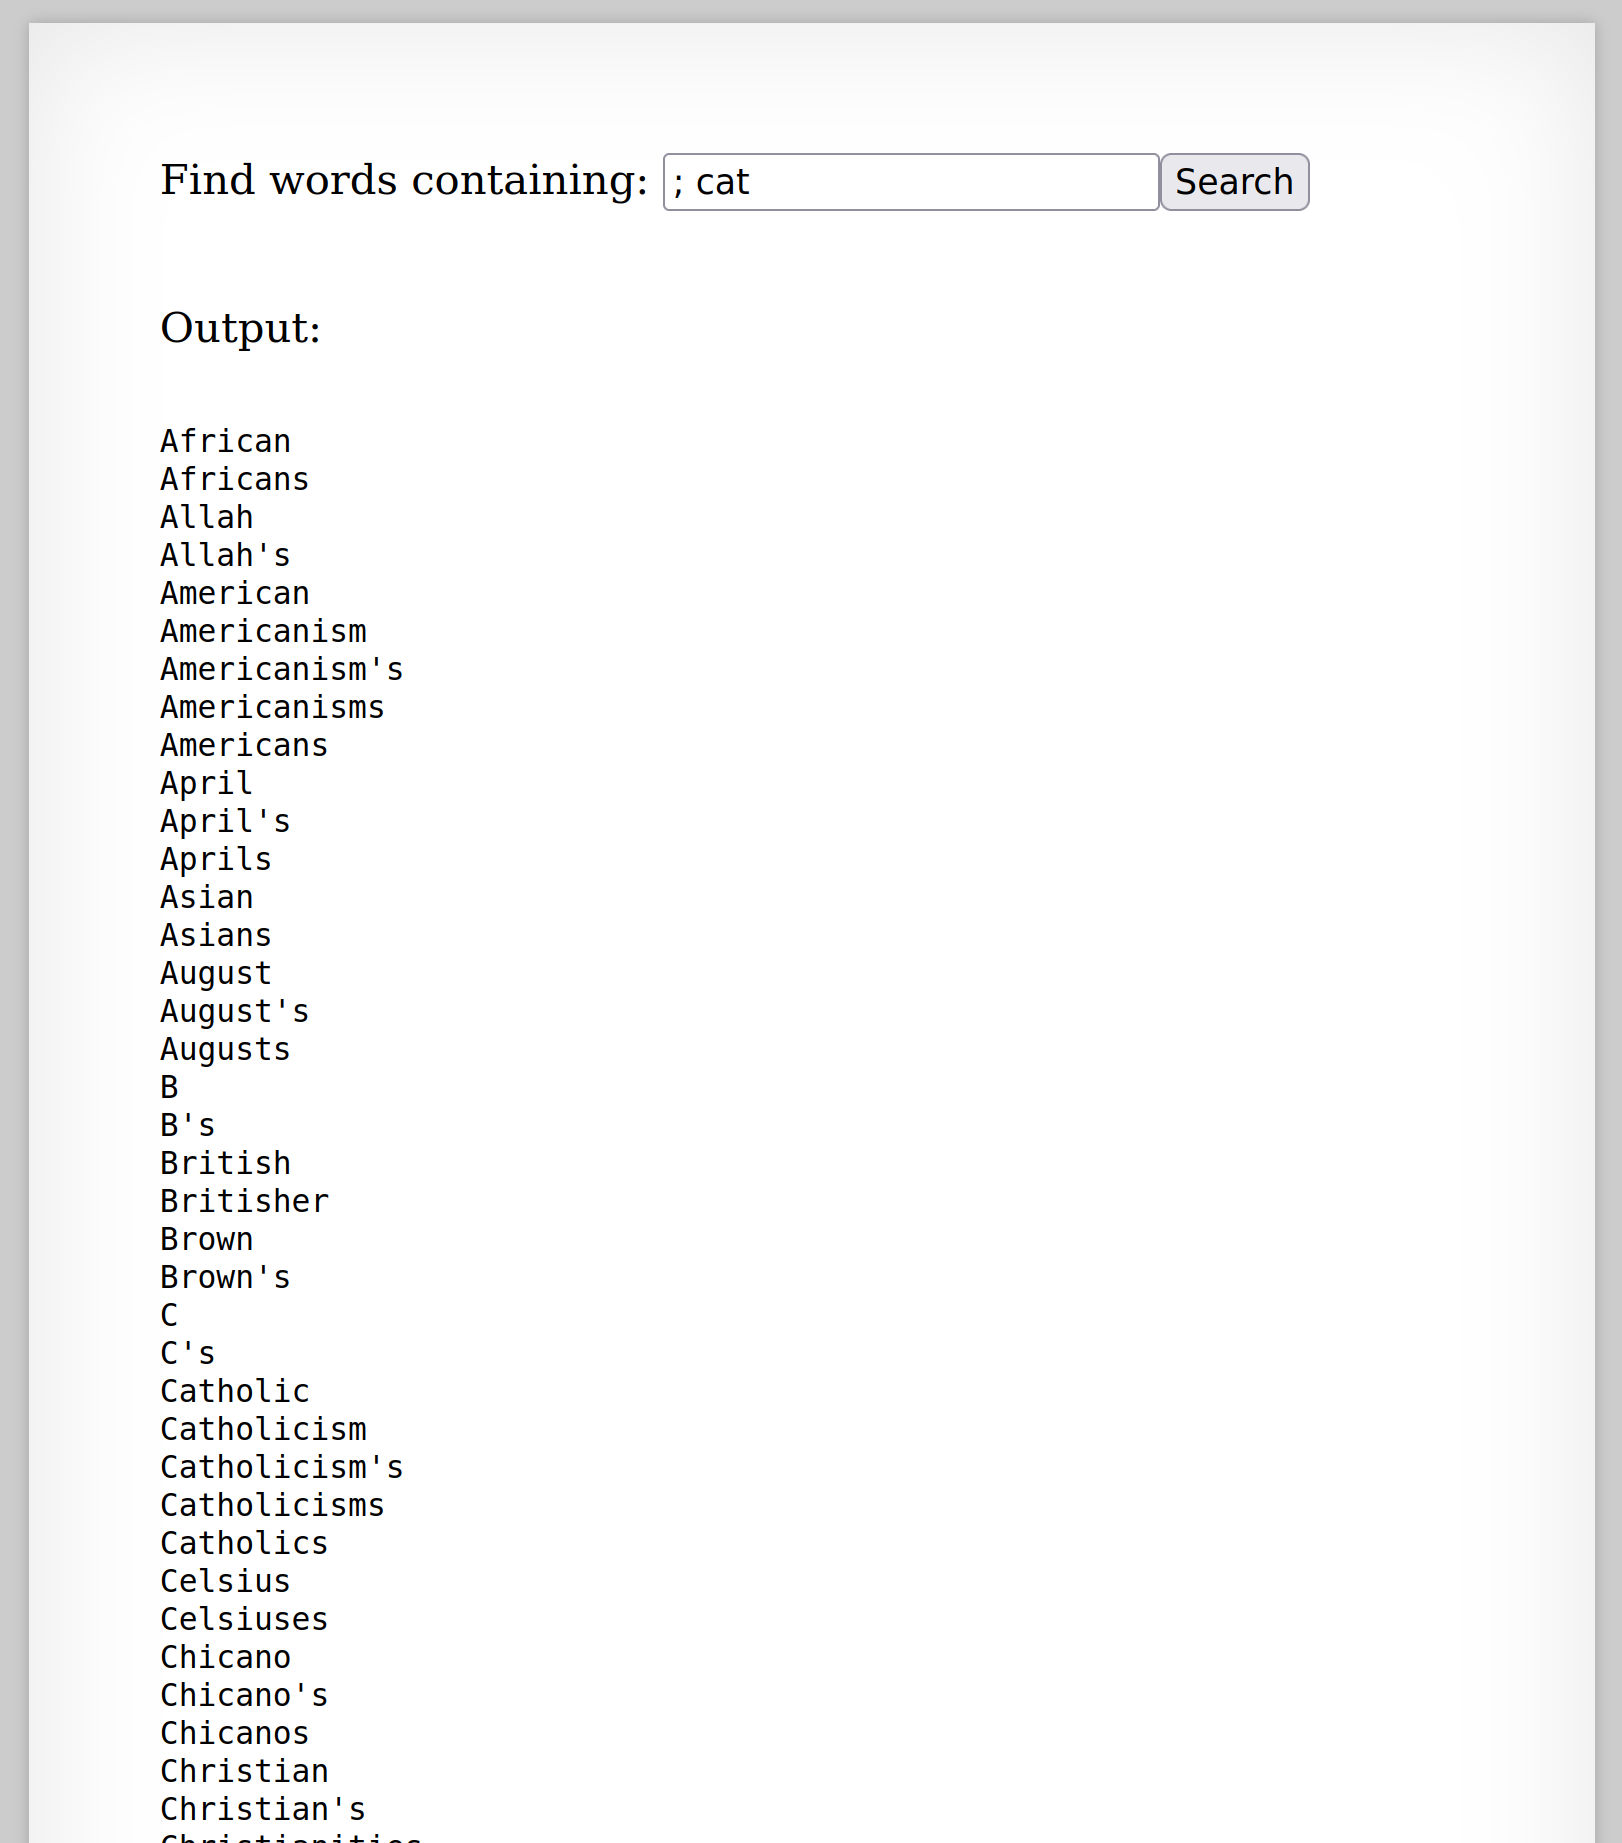 Find words containing: ; cat Search
Output:
African
Africans
Allah
Allah's
American
Americanism
Americanism's
Americanisms
Americans
April
April's
Aprils
Asian
Asians
August
August's
Augusts
B
B's
British
Britisher
Brown
Brown's
C
C's
Catholic
Catholicism
Catholicism's
Catholicisms
Catholics
Celsius
Celsiuses
Chicano
Chicano's
Chicanos
Christian
Christian's
Christianities